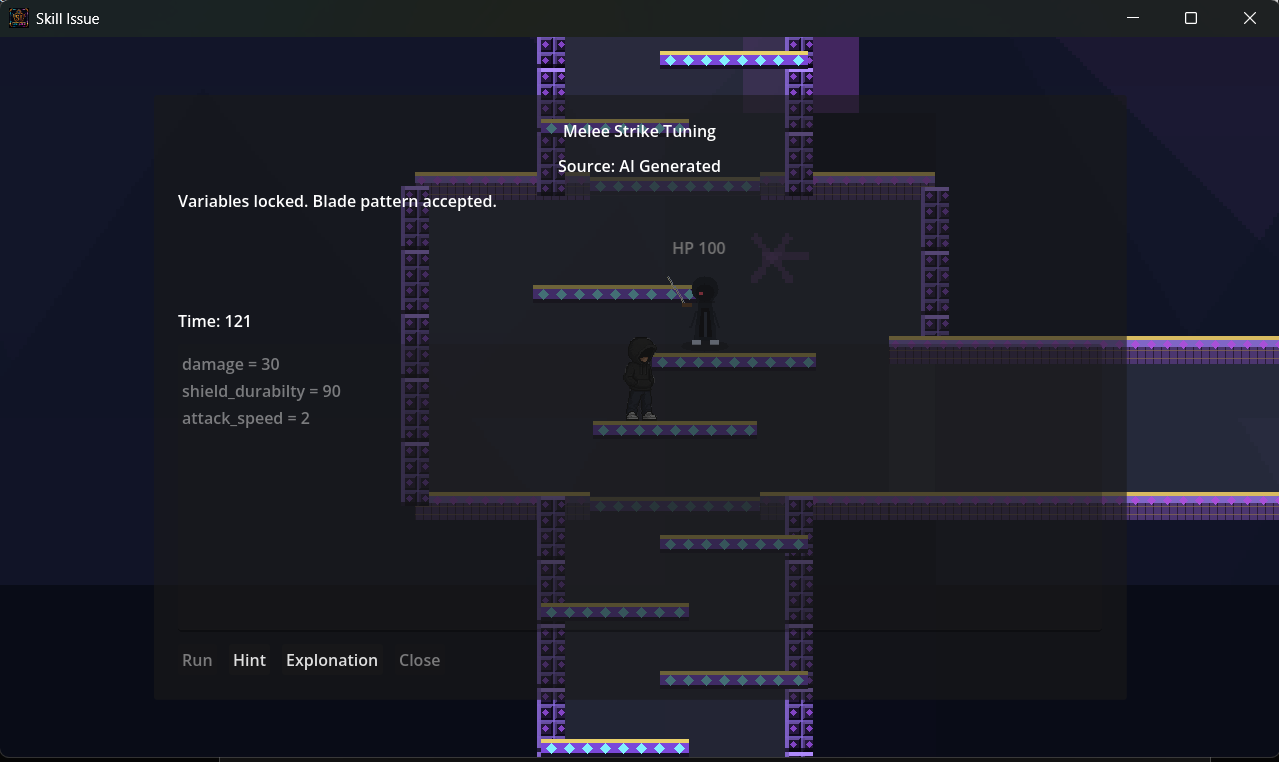 Skill Issue
Melee Strike Tuning
Source: AI Generated
Variables locked. Blade pattern accepted.
HP 100
Time: 121
damage = 30
shield_durabilty = 90
attack_speed = 2
Run Hint Explonation Close